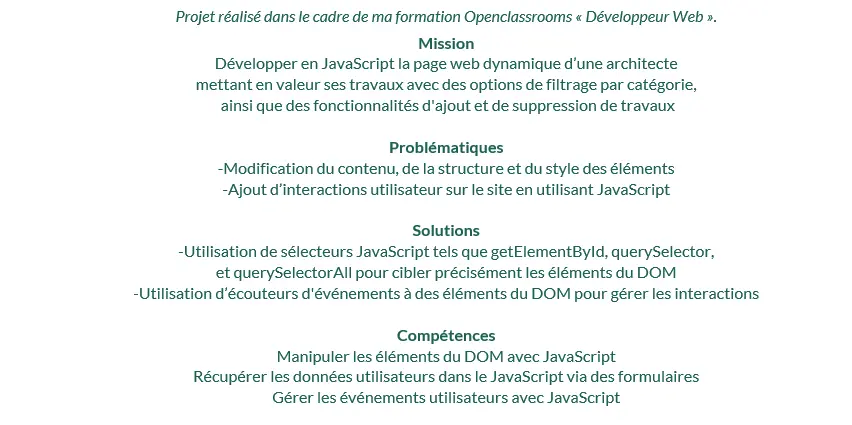 Projet réalisé dans le cadre de ma formation Openclassrooms « Développeur Web ».
Mission
Développer en JavaScript la page web dynamique d’une architecte
mettant en valeur ses travaux avec des options de filtrage par catégorie,
ainsi que des fonctionnalités d'ajout et de suppression de travaux
Problématiques
-Modification du contenu, de la structure et du style des éléments
-Ajout d’interactions utilisateur sur le site en utilisant JavaScript
Solutions
-Utilisation de sélecteurs JavaScript tels que getElementById, querySelector,
et querySelectorAll pour cibler précisément les éléments du DOM
-Utilisation d’écouteurs d'événements à des éléments du DOM pour gérer les interactions
Compétences
Manipuler les éléments du DOM avec JavaScript
Récupérer les données utilisateurs dans le JavaScript via des formulaires
Gérer les événements utilisateurs avec JavaScript